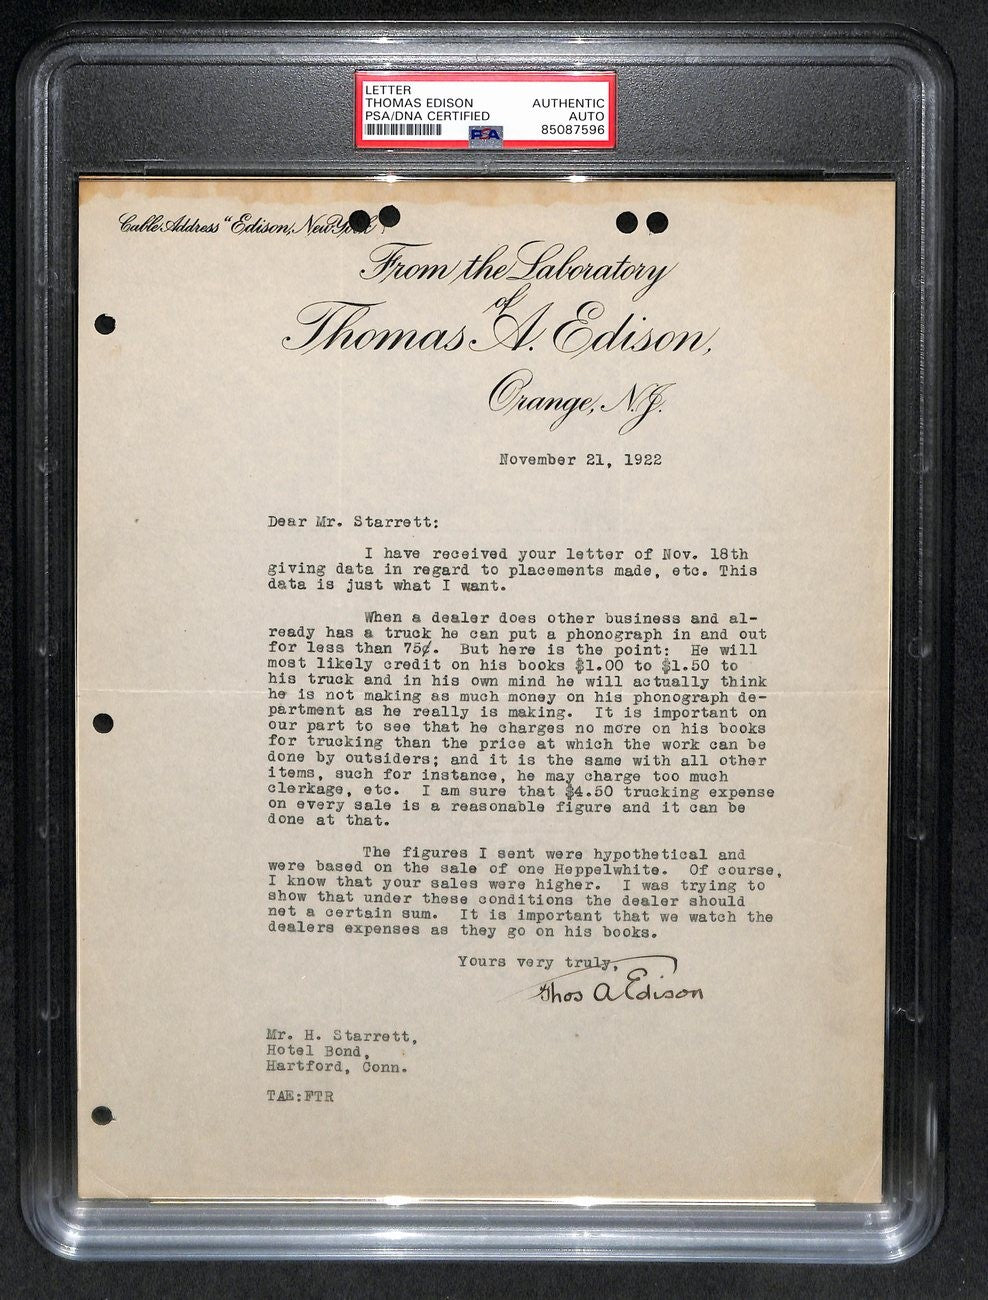 LETTER
THOMAS EDISON
PSA/DNA CERTIFIED
AUTHENTIC
AUTO
85087596
PSA
Cable Address "Edison, New York"
From the Laboratory
of
Thomas A. Edison,
Orange, N.J.
November 21, 1922
Dear Mr. Starrett:
I have received your letter of Nov. 18th
giving data in regard to placements made, etc. This
data is just what I want.
When a dealer does other business and al-
ready has a truck he can put a phonograph in and out
for less than 75¢. But here is the point: He will
most likely credit on his books $1.00 to $1.50 to
his truck and in his own mind he will actually think
he is not making as much money on his phonograph de-
partment as he really is making. It is important on
our part to see that he charges no more on his books
for trucking than the price at which the work can be
done by outsiders; and it is the same with all other
items, such for instance, he may charge too much
clerkage, etc. I am sure that $4.50 trucking expense
on every sale is a reasonable figure and it can be
done at that.
The figures I sent were hypothetical and
were based on the sale of one Heppelwhite. Of course,
I know that your sales were higher. I was trying to
show that under these conditions the dealer should
net a certain sum. It is important that we watch the
dealers expenses as they go on his books.
Yours very truly,
Thos A Edison
Mr. H. Starrett,
Hotel Bond,
Hartford, Conn.
TAE:FTR